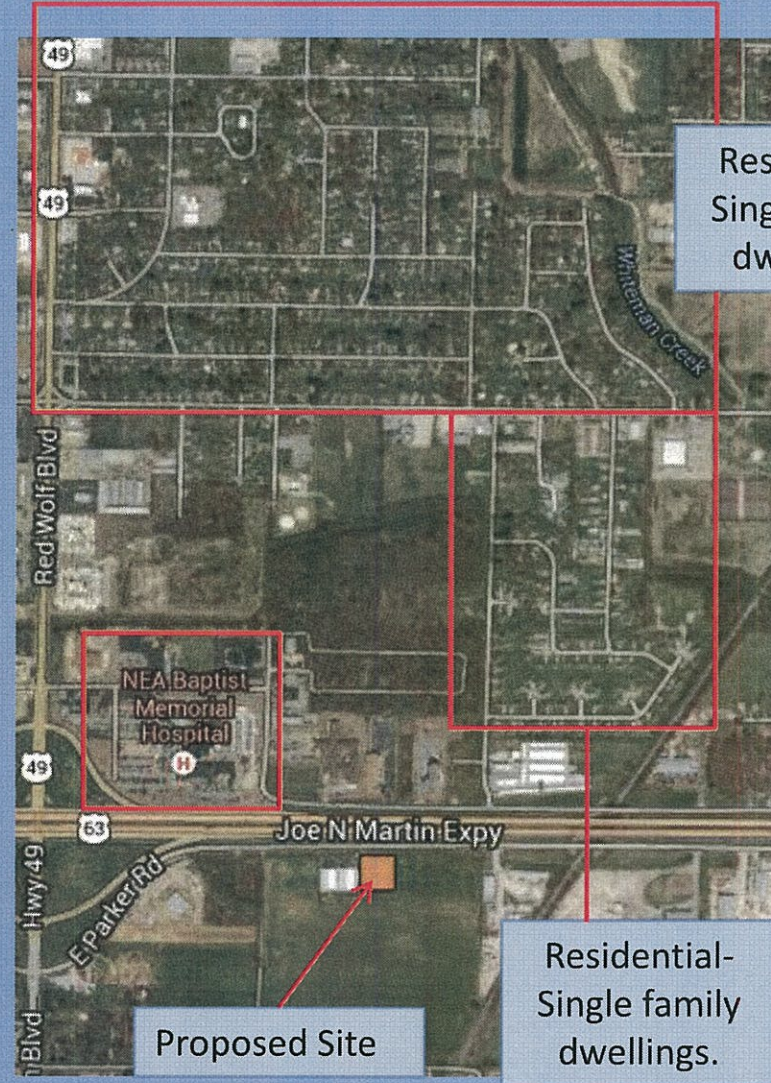 49
49
Res
Sing
dw
Whiteman Creek
Red Wolf Blvd
NEA Baptist
Memorial
Hospital
H
49
63
Joe N Martin Expy
Hwy 49
E Parker Rd
Blvd
Proposed Site
Residential-
Single family
dwellings.